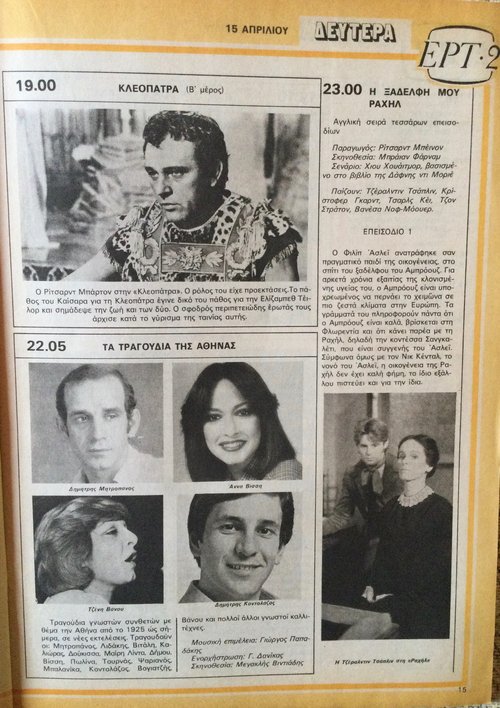 15 ΑΠΡΙΛΙΟΥ ΔΕΥΤΕΡΑ
ΕΡΤ·2
19.00 ΚΛΕΟΠΑΤΡΑ (Β΄ μέρος)
Ο Ρίτσαρντ Μπάρτον στην «Κλεοπάτρα». Ο ρόλος του είχε προεκτάσεις. Το πά-
θος του Καίσαρα για τη Κλεοπάτρα έγινε δικό του πάθος για την Ελίζαμπεθ Τέι-
λορ και σημάδεψε την ζωή και των δύο. Ο σφοδρός περιπετειώδης έρωτάς τους
άρχισε κατά το γύρισμα της ταινίας αυτής.
22.05 ΤΑ ΤΡΑΓΟΥΔΙΑ ΤΗΣ ΑΘΗΝΑΣ
Δημήτρης Μητροπάνος
Άννα Βίσση
Τζένη Βάνου
Δημήτρης Κοντολάζος
Τραγούδια γνωστών συνθετών με
θέμα την Αθήνα από το 1925 ώς σή-
μερα, σε νέες εκτελέσεις. Τραγουδούν
οι: Μητροπάνος, Λιδάκης, Βιτάλη, Κα-
λιώρας, Δούκισσα, Μαίρη Λίντα, Δήμου,
Βίσση, Πωλίνα, Τουρνάς, Ψαριανός,
Μπαλανίκα, Κοντολάζος, Βογιατζής,
Βάνου και πολλοί άλλοι γνωστοί καλλι-
τέχνες.
Μουσική επιμέλεια: Γιώργος Παπα-
δάκης
Ενορχήστρωση: Γ. Δονίκας
Σκηνοθεσία: Μεγακλής Βιντιάδης
23.00 Η ΞΑΔΕΛΦΗ ΜΟΥ
ΡΑΧΗΛ
Αγγλική σειρά τεσσάρων επεισο-
δίων
Παραγωγός: Ρίτσαρντ Μπέινον
Σκηνοθεσία: Μπράιαν Φάρναμ
Σενάριο: Χιου Χουάιτμορ, βασισμέ-
νο στο βιβλίο της Δάφνης ντι Μοριέ
Παίζουν: Τζέραλντιν Τσάπλιν, Κρί-
στοφερ Γκαρντ, Τσαρλς Κέι, Τζον
Στράτον, Βανέσα Ναφ-Μόουερ.
ΕΠΕΙΣΟΔΙΟ 1
Ο Φίλιπ Άσλεϊ ανατράφηκε σαν
πραγματικό παιδί της οικογένειας, στο
σπίτι του ξαδέλφου του Αμπρόουζ. Για
αρκετά χρόνια εξαιτίας της κλονισμέ-
νης υγείας του, ο Αμπρόουζ είναι υπο-
χρεωμένος να περνάει το χειμώνα σε
πιο ζεστά κλίματα στην Ευρώπη. Τα
γράμματά του πληροφορούν πάντα ότι
ο Αμπρόουζ είναι καλά, βρίσκεται στη
Φλωρεντία και ότι κάνει παρέα με τη
Ραχήλ, δηλαδή την κοντέσσα Σανγκα-
λέτι, που είναι συγγενής του Άσλεϊ.
Σύμφωνα όμως με τον Νικ Κένταλ, το
νονό του Άσλεϊ, η οικογένεια της Ρα-
χήλ δεν έχει καλή φήμη, το ίδιο εξάλ-
λου πιστεύει και για την ίδια.
Η Τζέραλντιν Τσάπλιν στη «Ραχήλ»
15